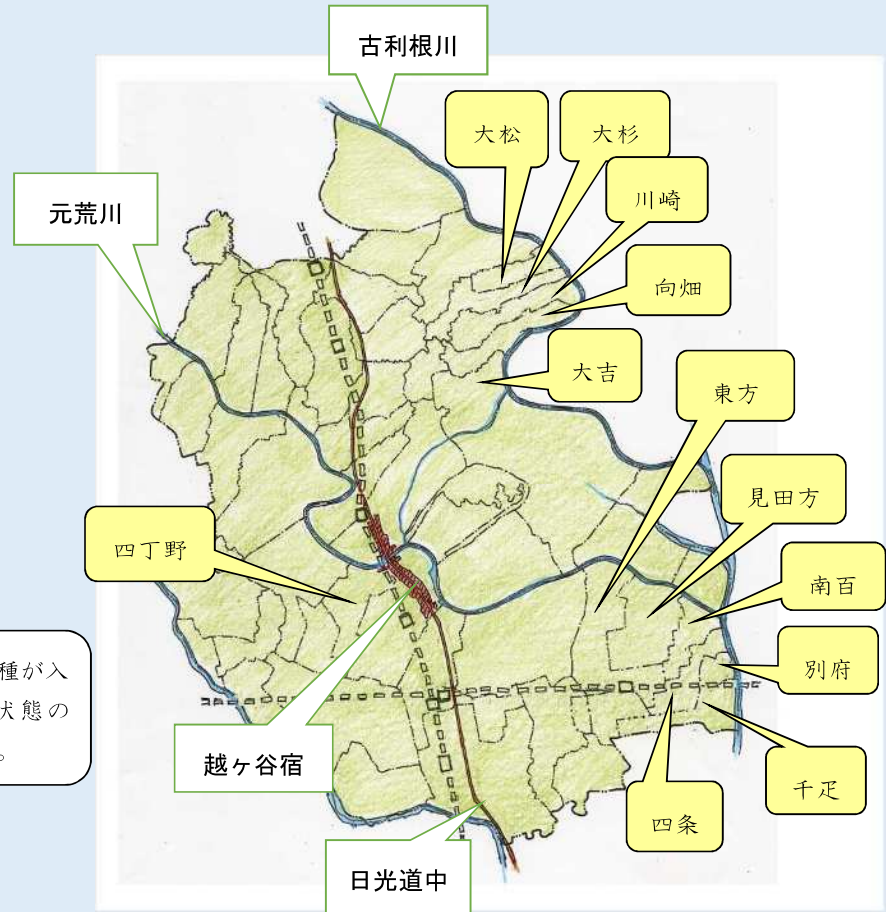 古利根川
大松
大杉
川崎
元荒川
向畑
大吉
東方
見田方
四丁野
南百
別府
種が入
状態の
。
越ヶ谷宿
千疋
四条
日光道中